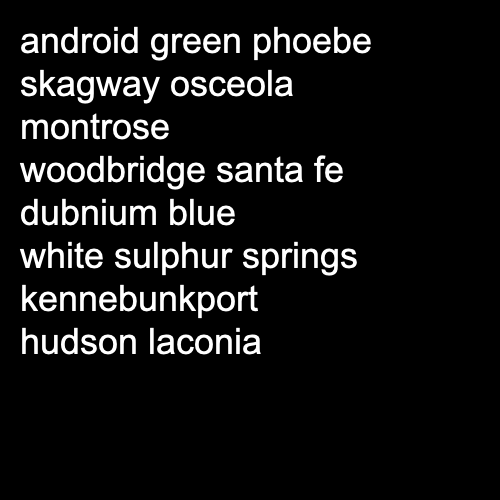 android green phoebe
skagway osceola
montrose
woodbridge santa fe
dubnium blue
white sulphur springs
kennebunkport
hudson laconia